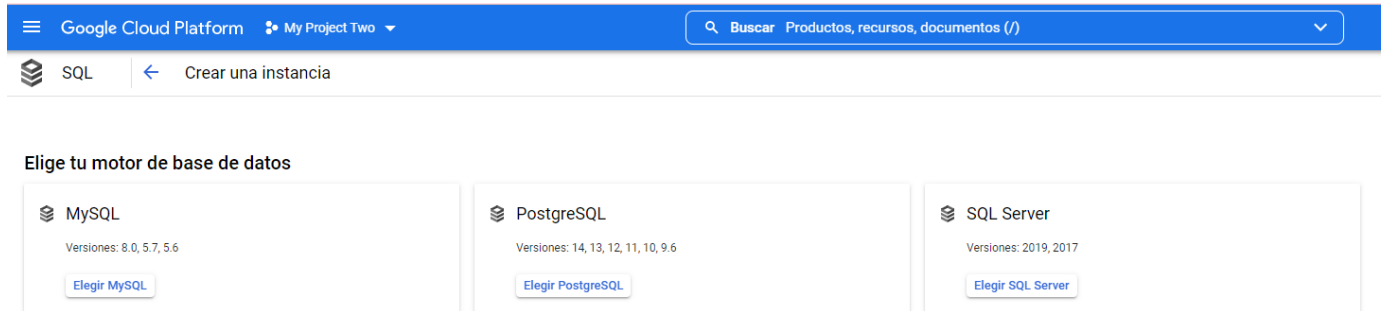 Google Cloud Platform My Project Two Buscar Productos, recursos, documentos (/)
SQL Crear una instancia
Elige tu motor de base de datos
MySQL
Versiones: 8.0, 5.7, 5.6
Elegir MySQL
PostgreSQL
Versiones: 14, 13, 12, 11, 10, 9.6
Elegir PostgreSQL
SQL Server
Versiones: 2019, 2017
Elegir SQL Server